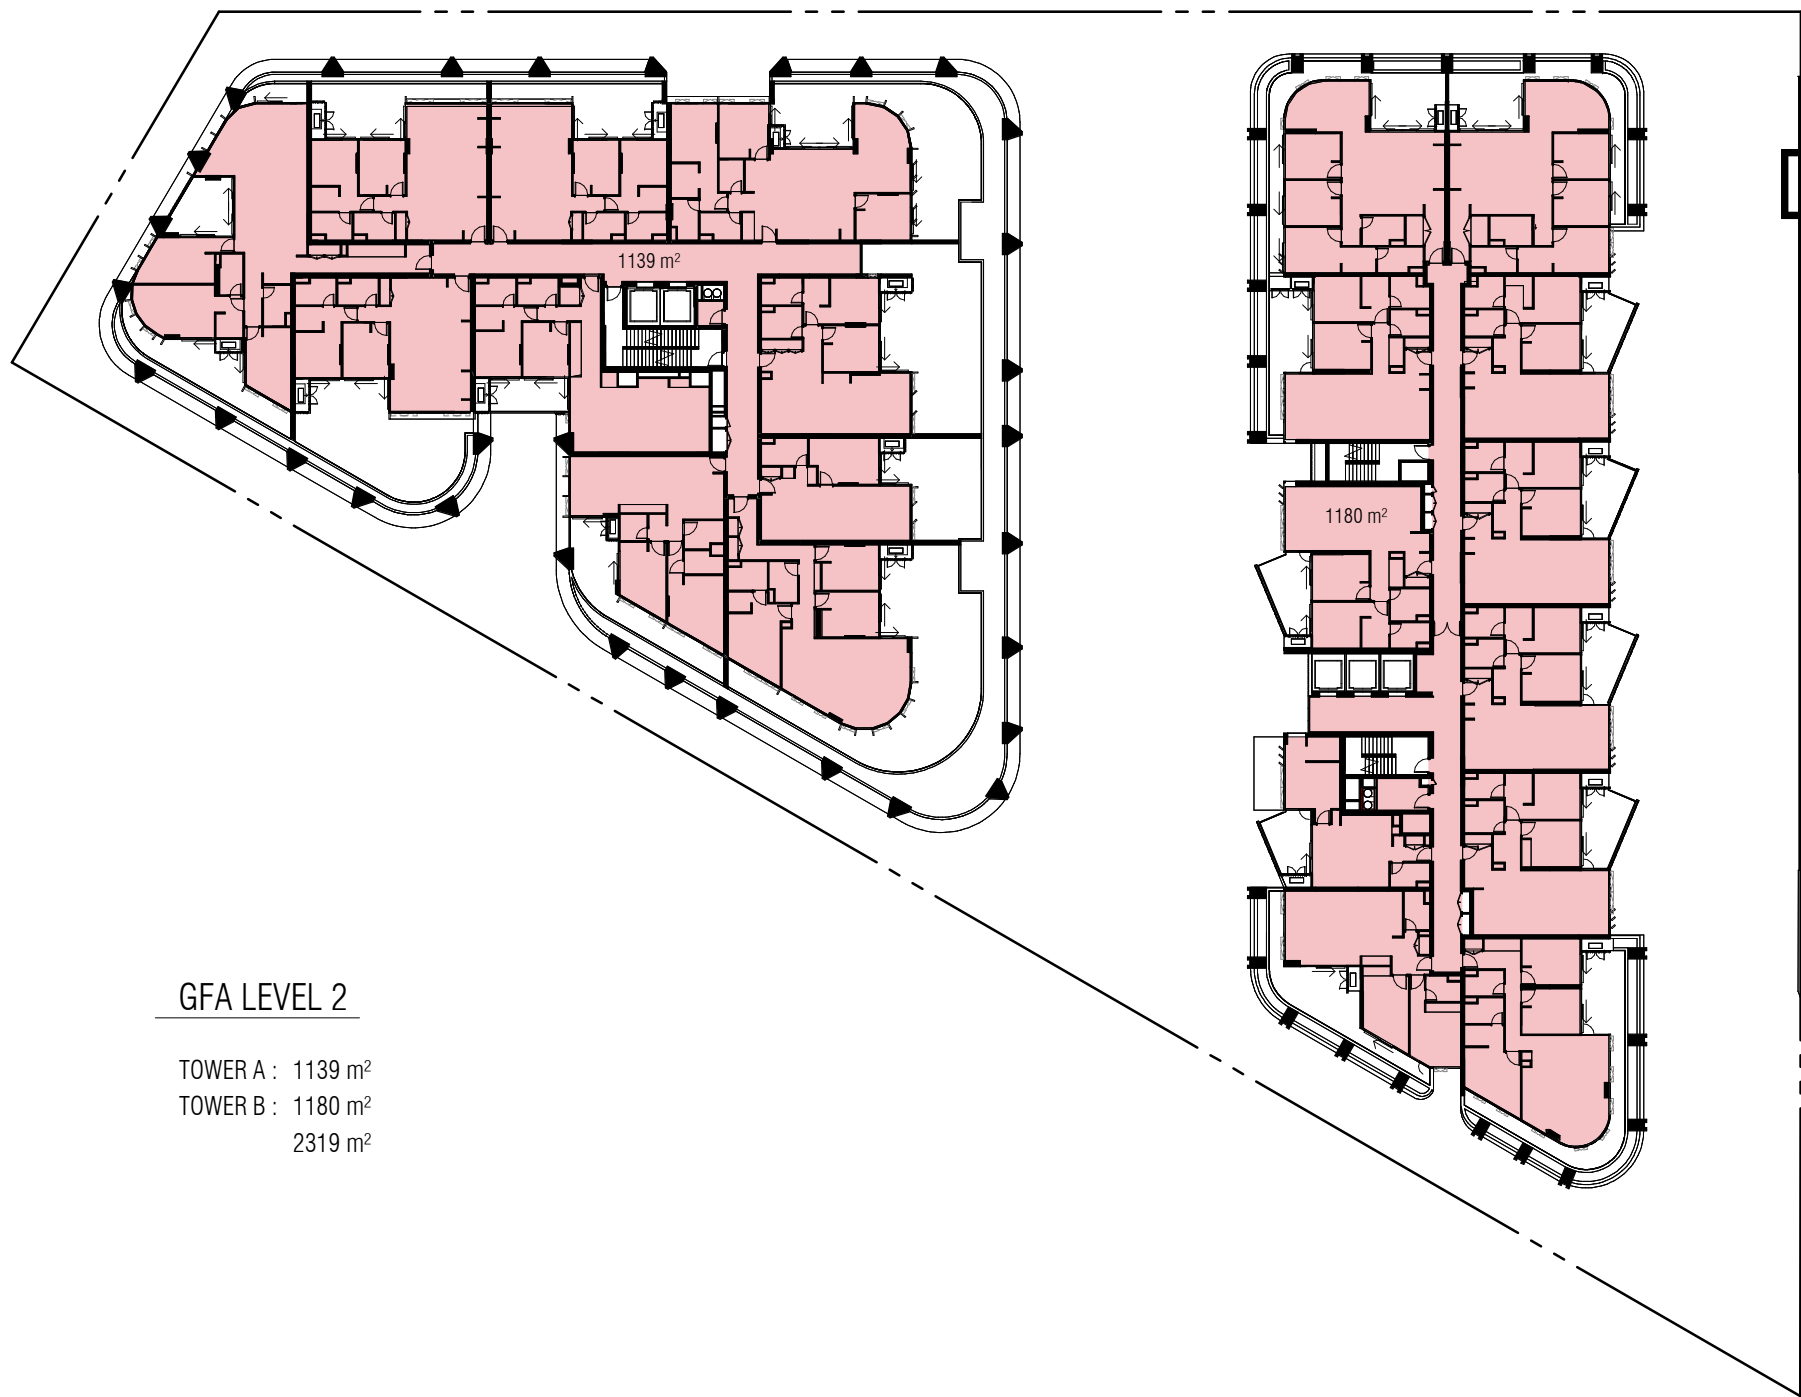 1139 m²
1180 m²
GFA LEVEL 2
TOWER A : 1139 m²
TOWER B : 1180 m²
2319 m²